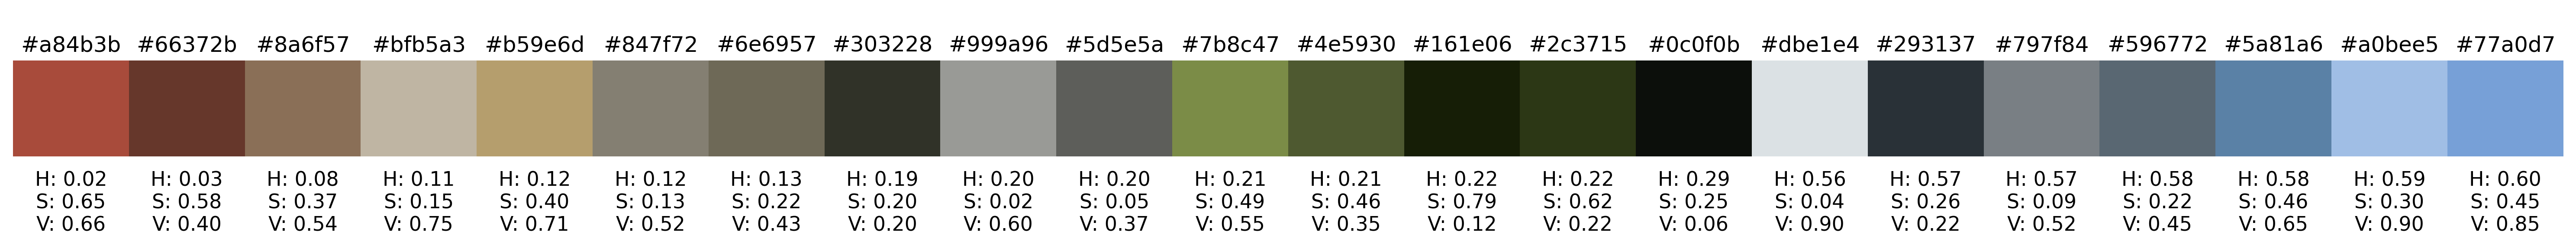 #a84b3b #66372b #8a6f57 #bfb5a3 #b59e6d #847f72 #6e6957 #303228 #999a96 #5d5e5a #7b8c47 #4e5930 #161e06 #2c3715 #0c0f0b #dbe1e4 #293137 #797f84 #596772 #5a81a6 #a0bee5 #77a0d7
H: 0.02 H: 0.03 H: 0.08 H: 0.11 H: 0.12 H: 0.12 H: 0.13 H: 0.19 H: 0.20 H: 0.20 H: 0.21 H: 0.21 H: 0.22 H: 0.22 H: 0.29 H: 0.56 H: 0.57 H: 0.57 H: 0.58 H: 0.58 H: 0.59 H: 0.60
S: 0.65 S: 0.58 S: 0.37 S: 0.15 S: 0.40 S: 0.13 S: 0.22 S: 0.20 S: 0.02 S: 0.05 S: 0.49 S: 0.46 S: 0.79 S: 0.62 S: 0.25 S: 0.04 S: 0.26 S: 0.09 S: 0.22 S: 0.46 S: 0.30 S: 0.45
V: 0.66 V: 0.40 V: 0.54 V: 0.75 V: 0.71 V: 0.52 V: 0.43 V: 0.20 V: 0.60 V: 0.37 V: 0.55 V: 0.35 V: 0.12 V: 0.22 V: 0.06 V: 0.90 V: 0.22 V: 0.52 V: 0.45 V: 0.65 V: 0.90 V: 0.85